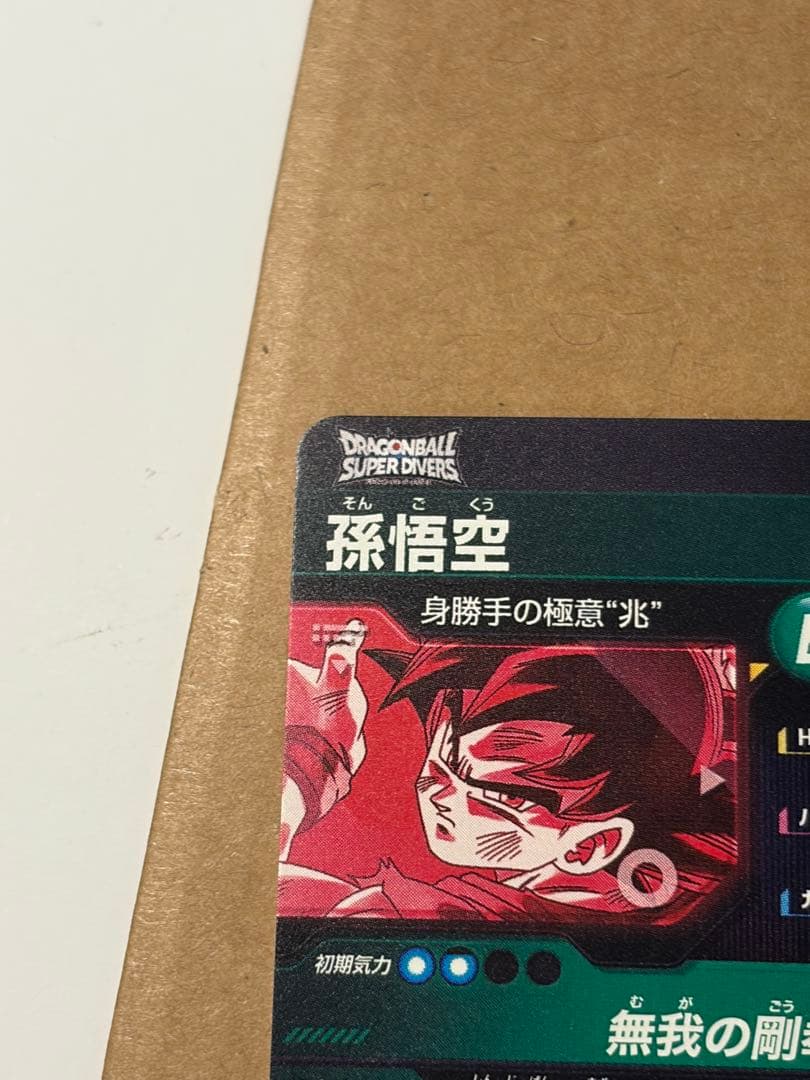 DRAGONBALL
SUPER DIVERS
そん ご くう
孫悟空
身勝手の極意“兆”
H
初期気力
む が ごう
無我の剛